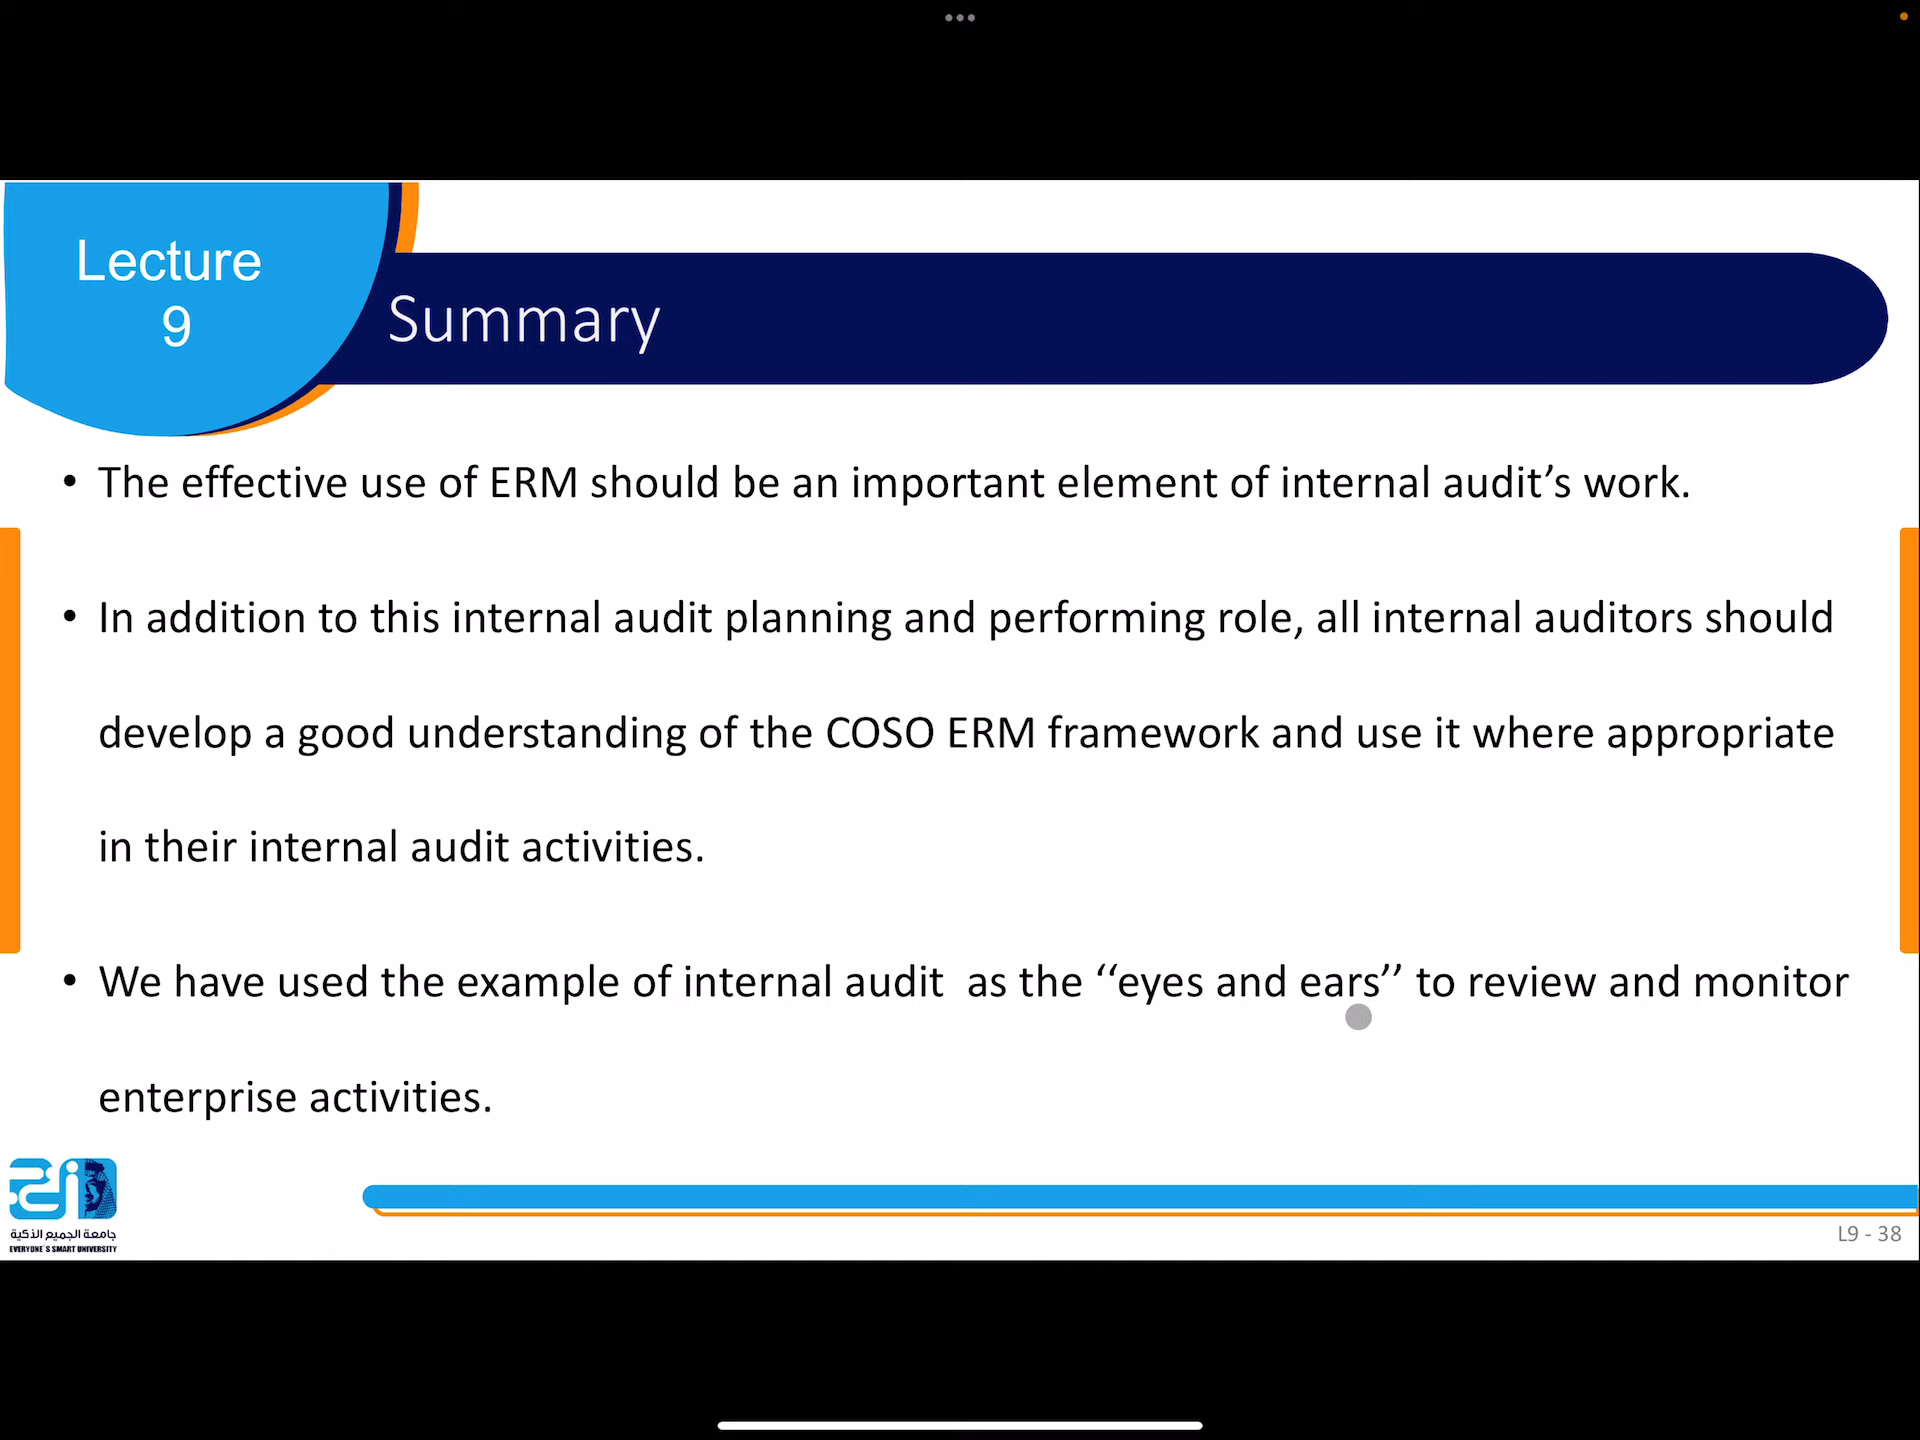 Lecture
9
Summary
• The effective use of ERM should be an important element of internal audit’s work.
• In addition to this internal audit planning and performing role, all internal auditors should
develop a good understanding of the COSO ERM framework and use it where appropriate
in their internal audit activities.
• We have used the example of internal audit  as the ‘‘eyes and ears’’ to review and monitor
enterprise activities.
جامعة الجميع الذكية
EVERYONE'S SMART UNIVERSITY
L9 - 38